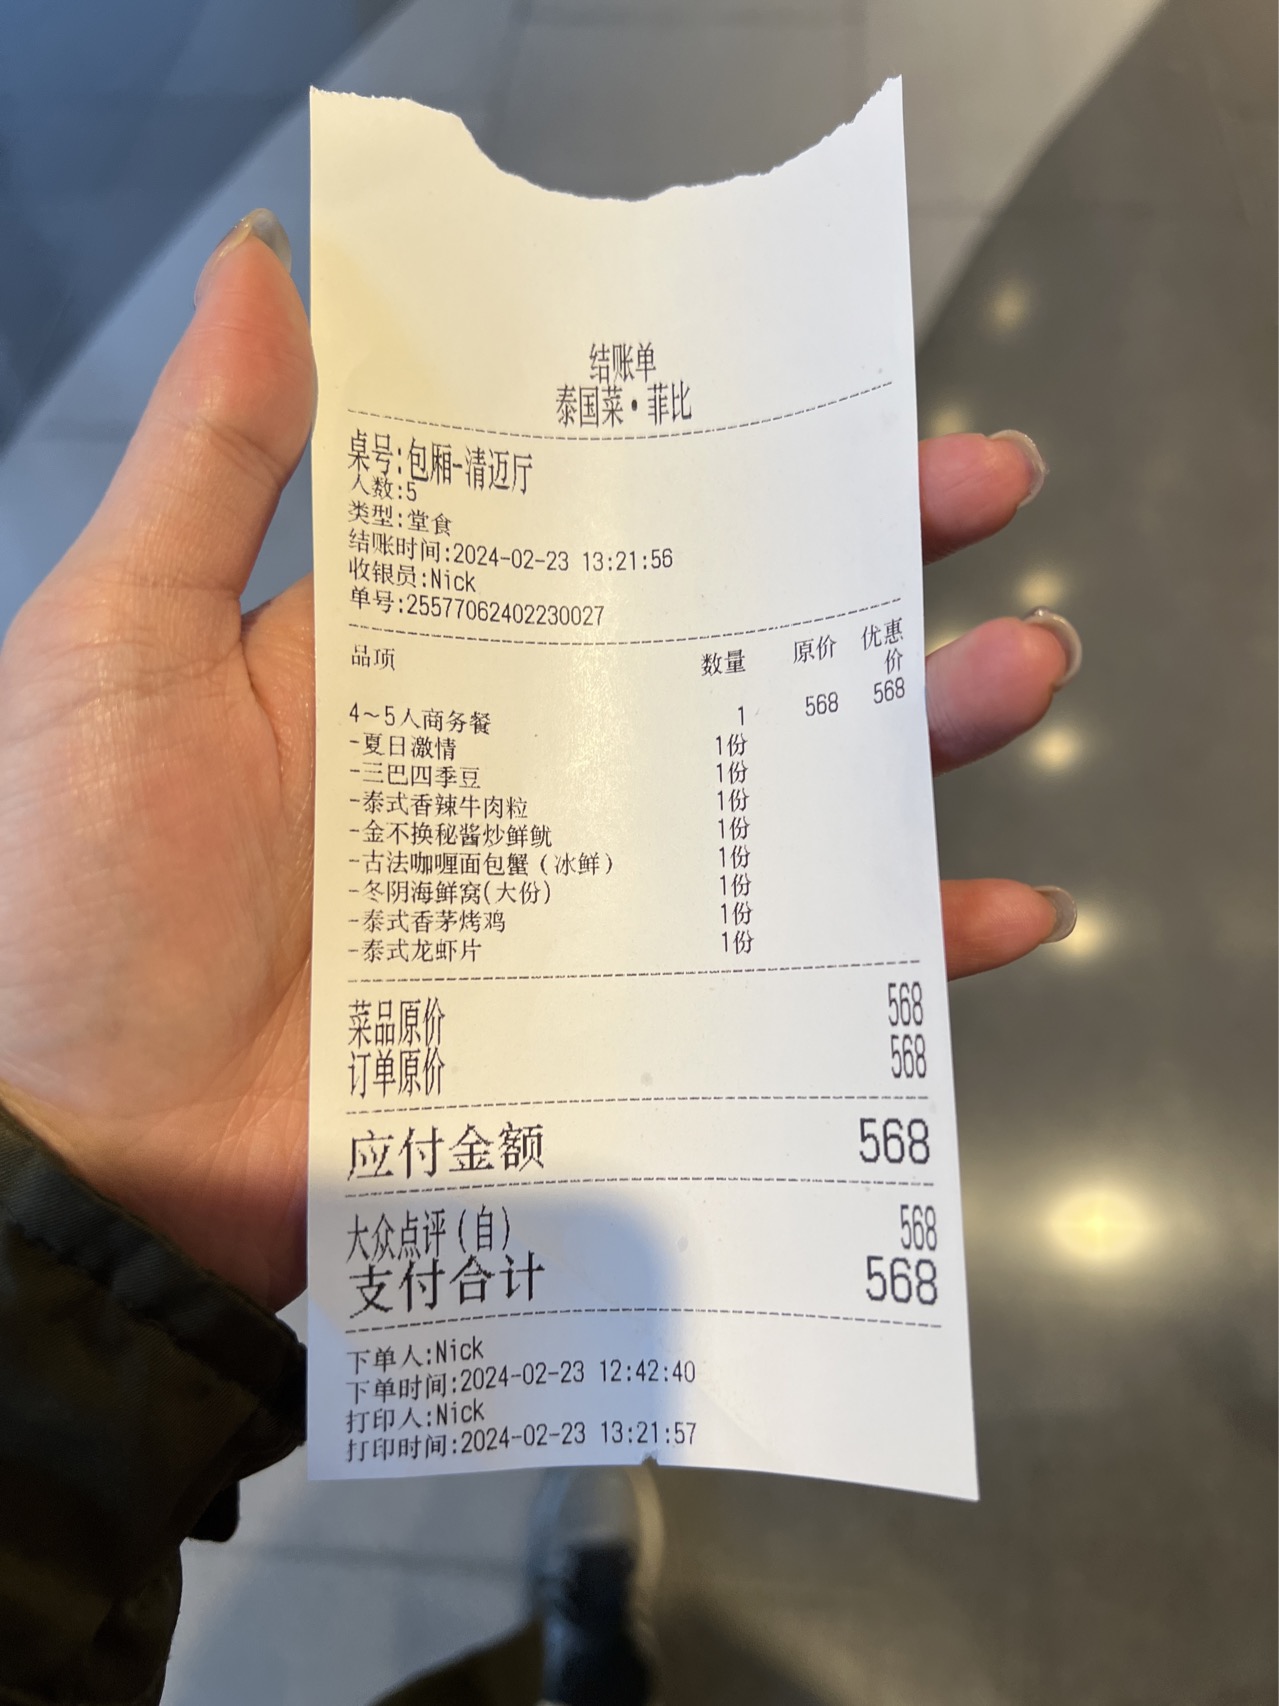 结账单
泰国菜·菲比
桌号:包厢-清迈厅
人数:5
类型:堂食
结账时间:2024-02-23 13:21:56
收银员:Nick
单号:25577062402230027
品项 数量 原价 优惠价
4~5人商务餐 1 568 568
-夏日激情 1份
-三巴四季豆 1份
-泰式香辣牛肉粒 1份
-金不换秘酱炒鲜鱿 1份
-古法咖喱面包蟹(冰鲜) 1份
-冬阴海鲜窝(大份) 1份
-泰式香茅烤鸡 1份
-泰式龙虾片 1份
菜品原价 568
订单原价 568
应付金额 568
大众点评(自) 568
支付合计 568
下单人:Nick
下单时间:2024-02-23 12:42:40
打印人:Nick
打印时间:2024-02-23 13:21:57